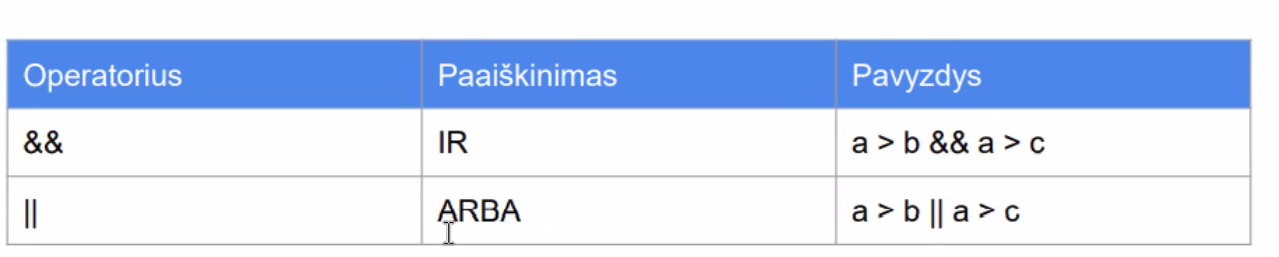 Operatorius Paaiškinimas Pavyzdys
&& IR a > b && a > c
|| ARBA a > b || a > c